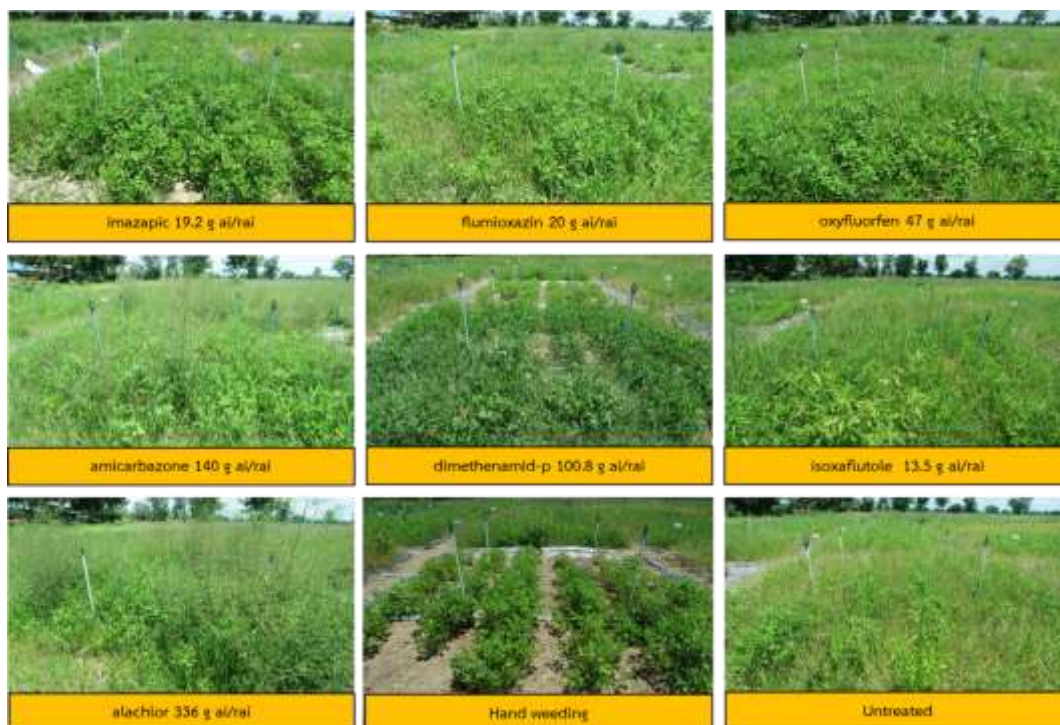 imazapic 19.2 g ai/rai
flumioxazin 20 g ai/rai
oxyfluorfen 47 g ai/rai
amicarbazone 140 g ai/rai
dimethenamid-p 100.8 g ai/rai
isoxaflutole 13.5 g ai/rai
alachlor 336 g ai/rai
Hand weeding
Untreated